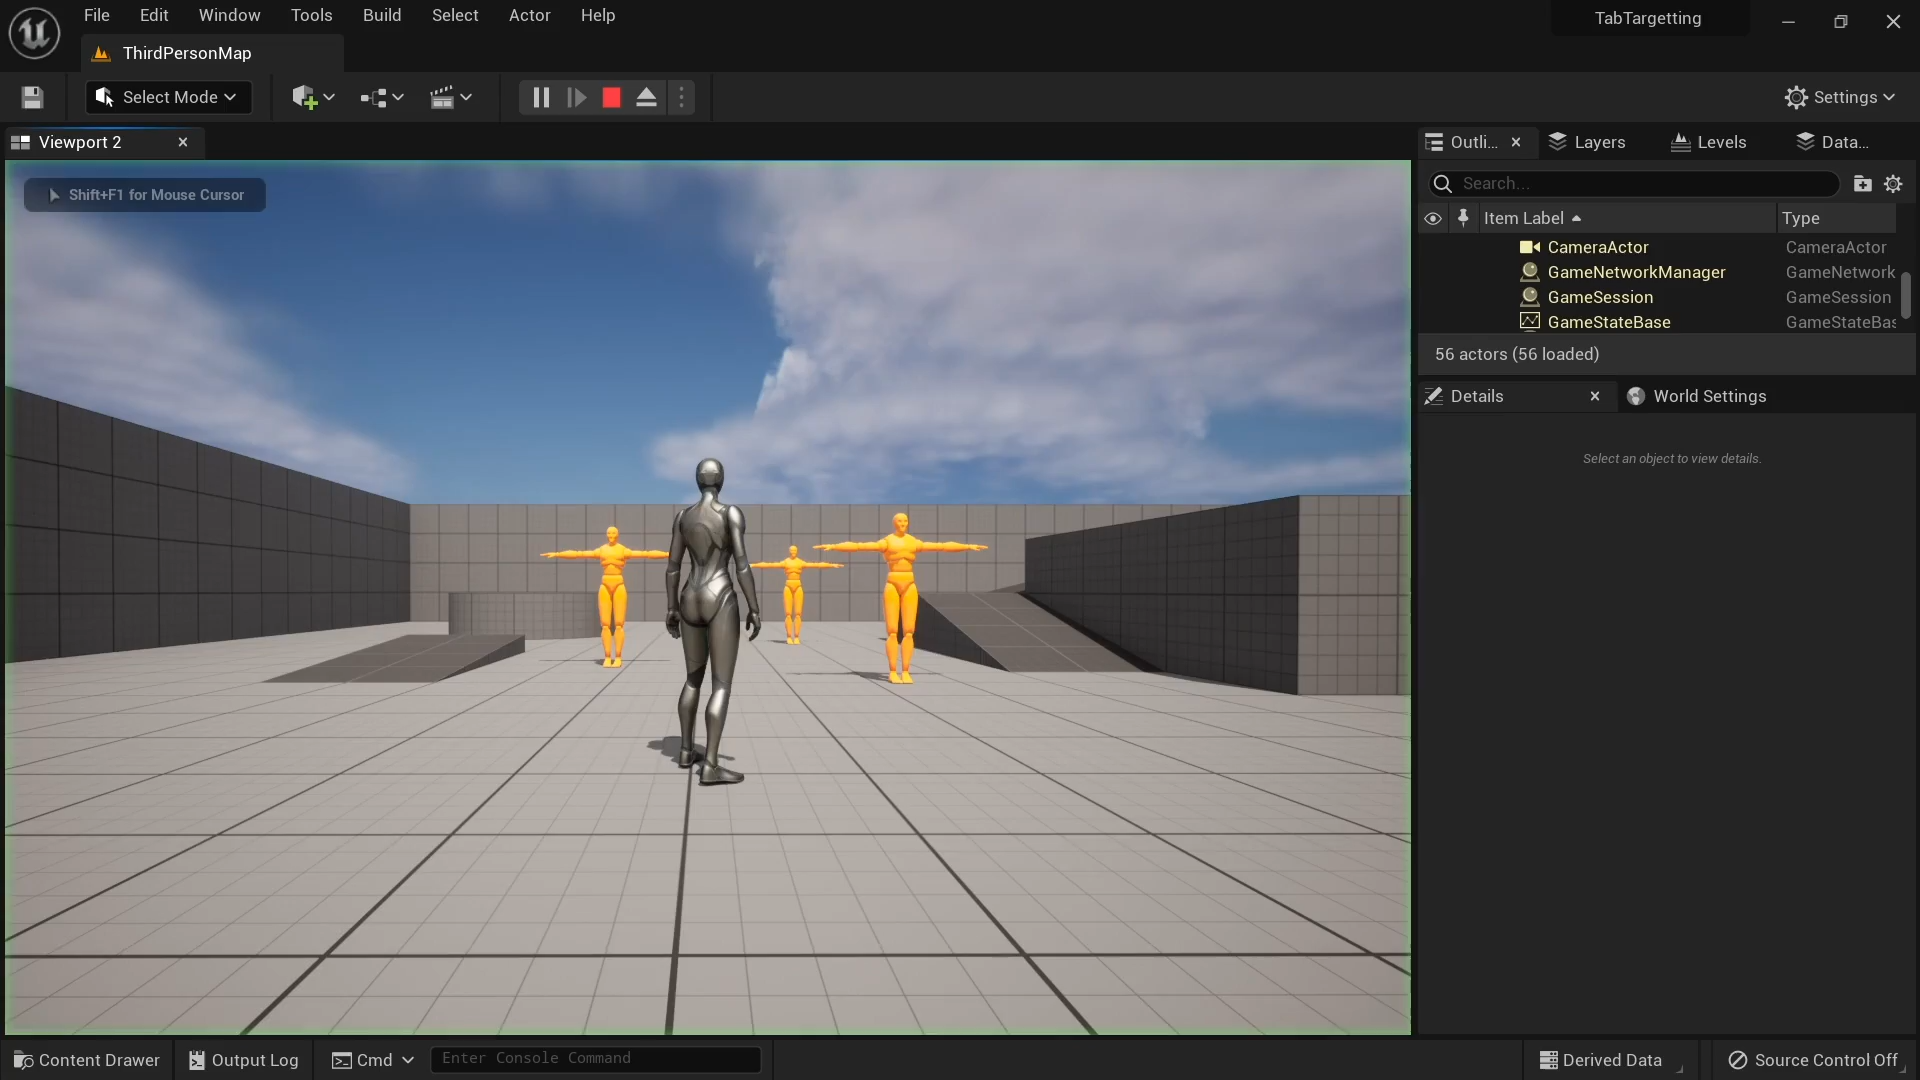 File Edit Window Tools Build Select Actor Help
TabTargetting
ThirdPersonMap
Select Mode
Settings
Viewport 2
Outli...
Layers
Levels
Data...
Shift+F1 for Mouse Cursor
Search...
Item Label Type
CameraActor CameraActor
GameNetworkManager GameNetwork
GameSession GameSession
GameStateBase GameStateBas
56 actors (56 loaded)
Details
World Settings
Select an object to view details.
Content Drawer
Output Log
Cmd
Enter Console Command
Derived Data
Source Control Off